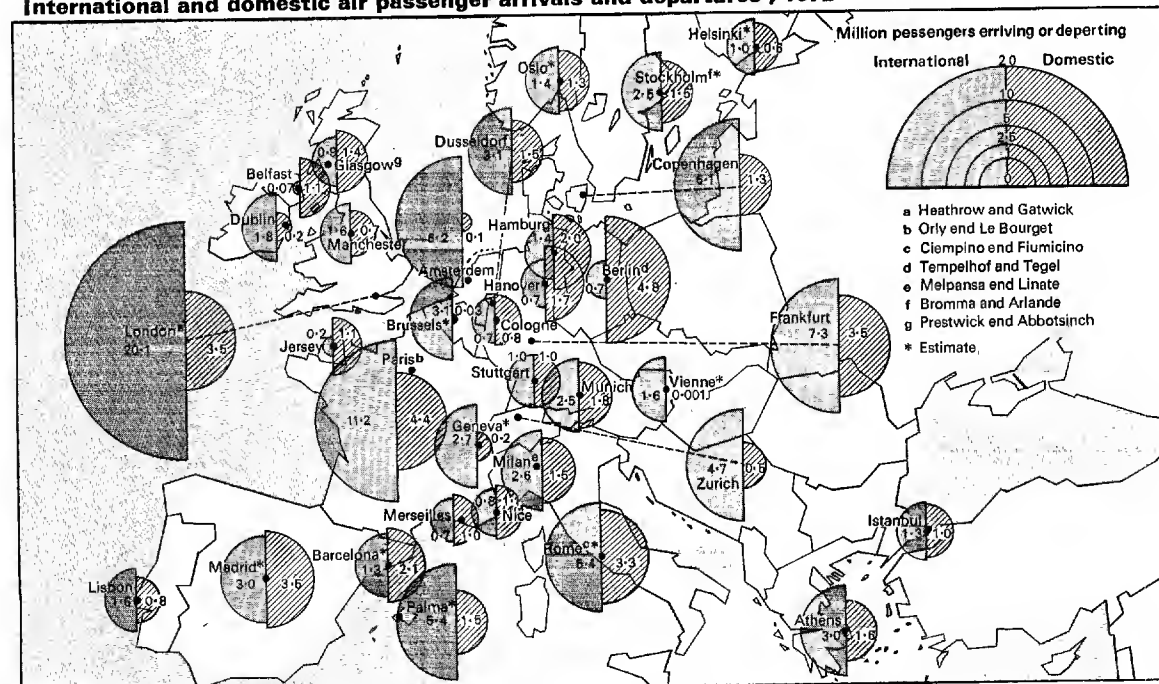 International and domestic air passenger arrivals and departures
Million passengers erriving or deperting
International 20 Domestic
10
5
2·5
1
0
a Heathrow and Gatwick
b Orly end Le Bourget
c Ciempino end Fiumicino
d Tempelhof and Tegel
e Melpansa end Linate
f Bromma and Arlande
g Prestwick end Abbotsinch
* Estimate
Helsinki*
1·0 0·8
Oslo*
1·4 1·3
Stockholm f*
2·5 1·5
Dusseldorf
3·1 1·5
Copenhagen
6·1 1·3
0·9 1·4
Glasgow g
Belfast
0·07 1·1
Dublin
1·8 0·2
1·6 0·7
Manchester
6·2 0·1
Amsterdam
Hamburg
1·4 2·0
Hanover
0·7 1·7
Berlin d
0·7 4·8
London*
20·1 3·5
3·1 0·03
Brussels*
Cologne
0·7 0·8
Frankfurt
7·3 3·5
0·2 1·1
Jersey
Paris b
11·2 4·4
1·0 1·0
Stuttgart
Munich
2·5 1·8
Vienne*
1·6 0·001
Geneva*
2·7 0·2
Milan e
2·6 1·5
4·7 0·6
Zurich
Merseilles
0·7 1·0
0·8
Nice
Istanbul
1·3 1·0
Madrid*
3·0 3·5
Barcelona*
1·3 2·1
Rome c*
5·4 3·3
Lisbon
1·6 0·8
Palma*
5·4 1·5
Athens
3·0 1·6